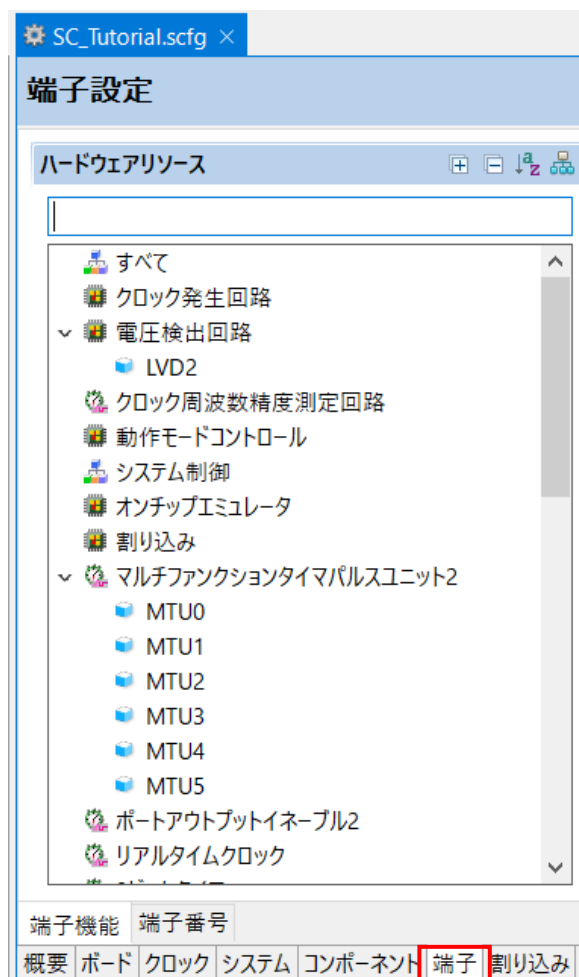 SC_Tutorial.scfg
端子設定
ハードウェアリソース
すべて
クロック発生回路
電圧検出回路
LVD2
クロック周波数精度測定回路
動作モードコントロール
システム制御
オンチップエミュレータ
割り込み
マルチファンクションタイマパルスユニット2
MTU0
MTU1
MTU2
MTU3
MTU4
MTU5
ポートアウトプットイネーブル2
リアルタイムクロック
端子機能 端子番号
概要 ボード クロック システム コンポーネント 端子 割り込み